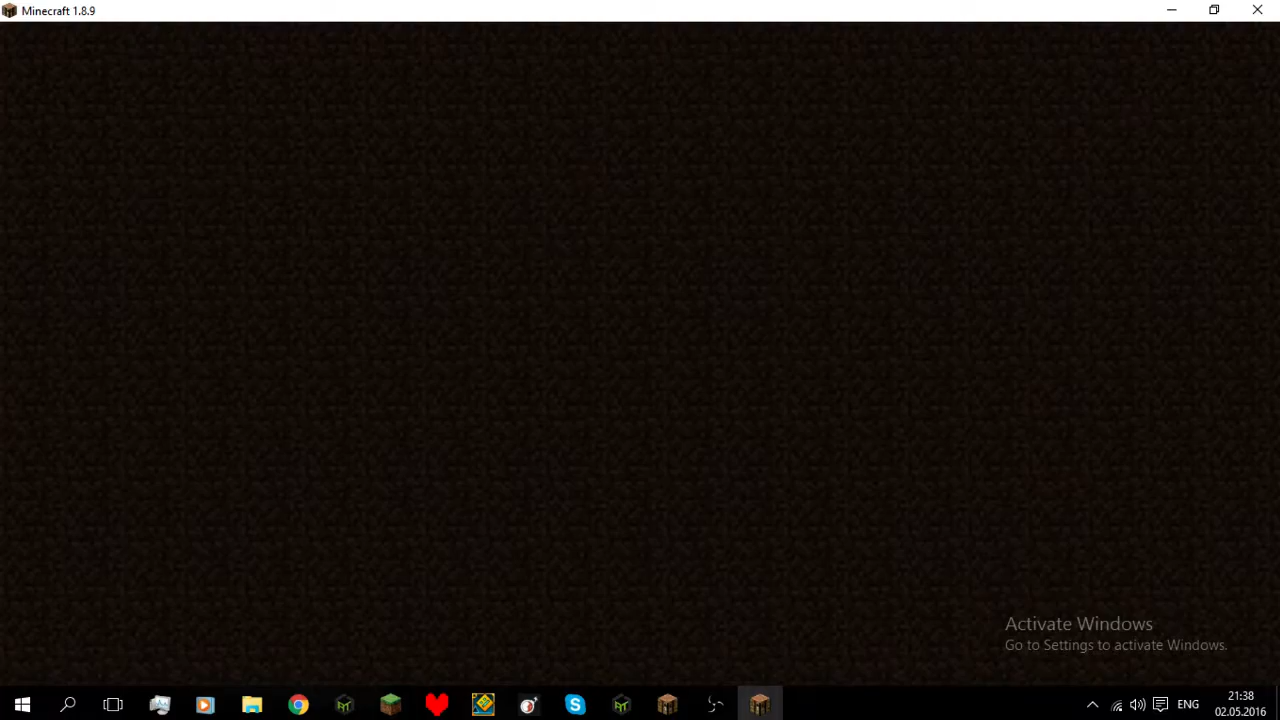 Minecraft 1.8.9
Activate Windows
Go to Settings to activate Windows.
ENG
21:38
02.05.2016